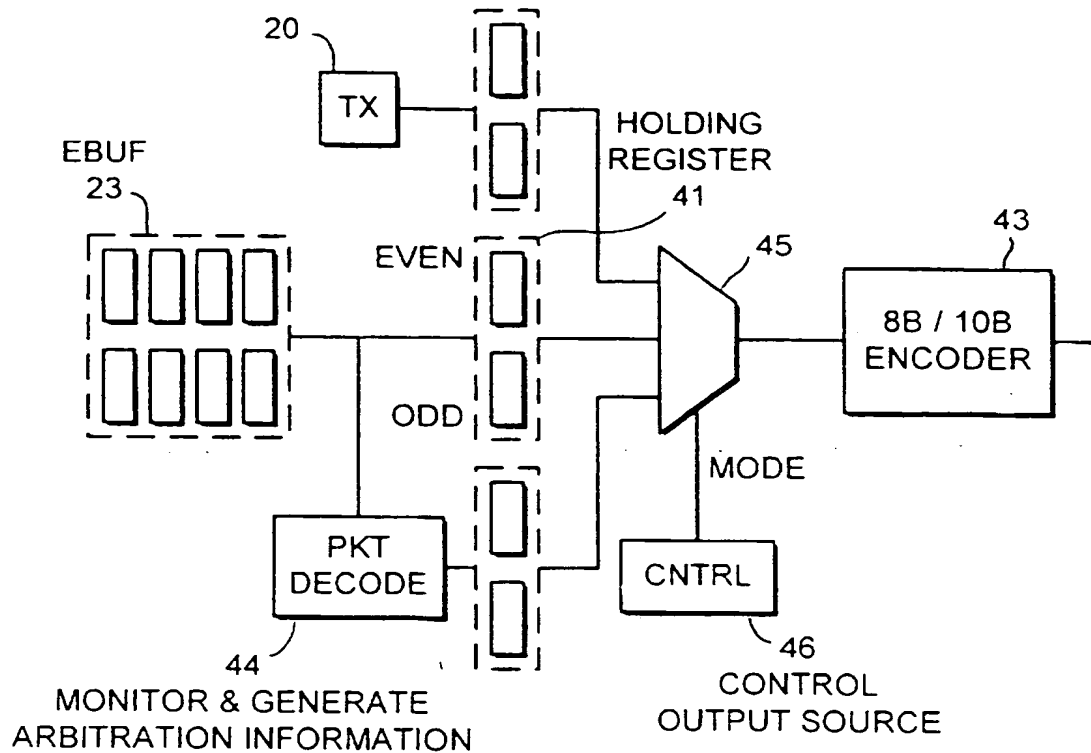 20
TX
HOLDING
REGISTER
41
EBUF
23
EVEN
ODD
45
43
8B / 10B
ENCODER
MODE
PKT
DECODE
CNTRL
44
MONITOR & GENERATE
ARBITRATION INFORMATION
46
CONTROL
OUTPUT SOURCE